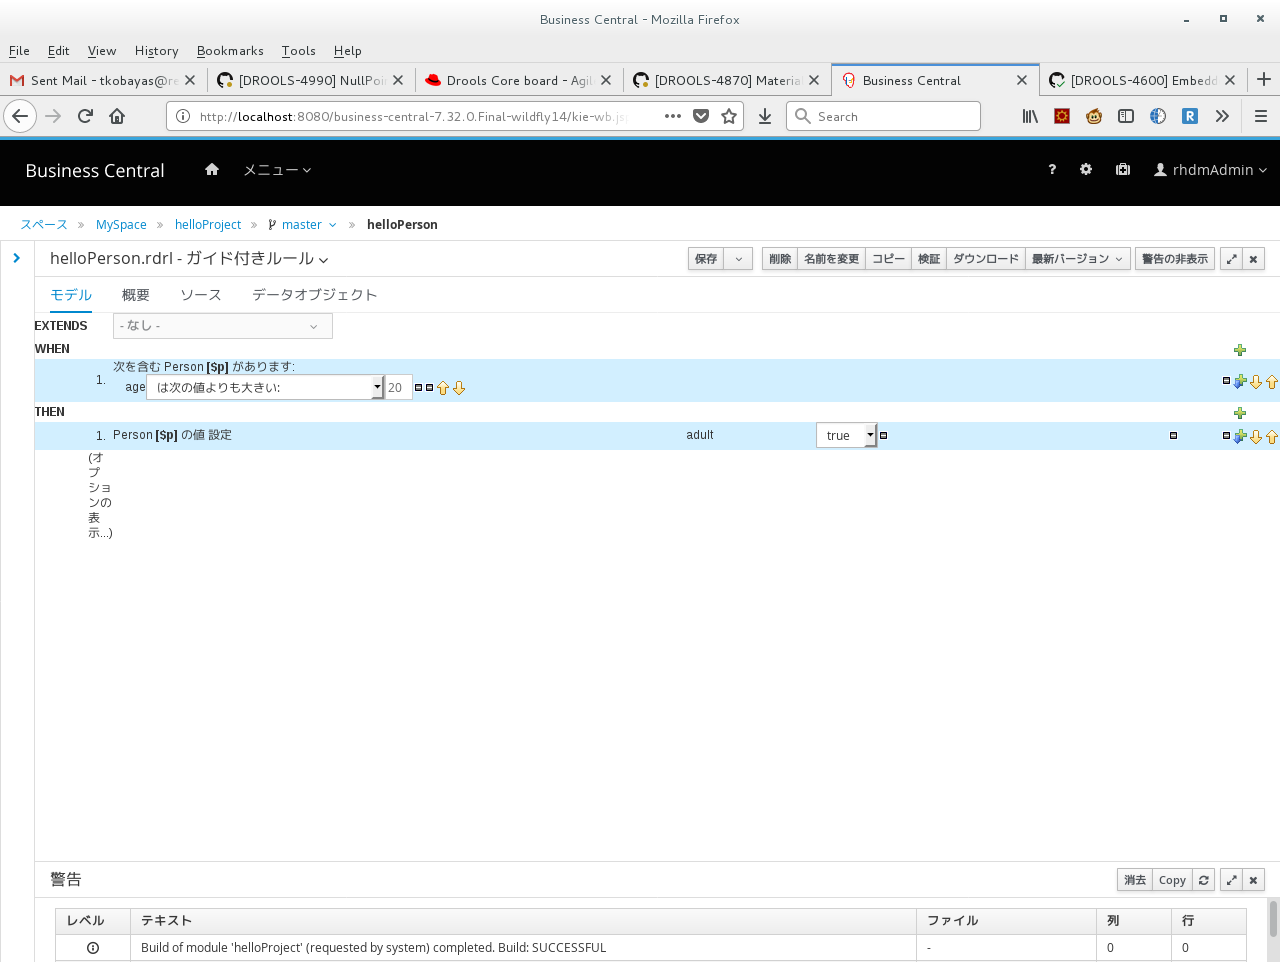 Business Central - Mozilla Firefox
File Edit View History Bookmarks Tools Help
Sent Mail - tkobayas@re [DROOLS-4990] NullPoi Drools Core board - Agil [DROOLS-4870] Materia Business Central [DROOLS-4600] Embedd
http://localhost:8080/business-central-7.32.0.Final-wildfly14/kie-wb.jsp Search
Business Central メニュー ? rhdmAdmin
スペース » MySpace » helloProject » master » helloPerson
helloPerson.rdrl - ガイド付きルール 保存 削除 名前を変更 コピー 検証 ダウンロード 最新バージョン 警告の非表示
モデル 概要 ソース データオブジェクト
EXTENDS - なし -
WHEN
次を含む Person [$p] があります:
1. age は次の値よりも大きい: 20
THEN
1. Person [$p] の値 設定 adult true
(オ
プ
ションの
表
示...)
警告 消去 Copy
レベル テキスト ファイル 列 行
Build of module 'helloProject' (requested by system) completed. Build: SUCCESSFUL - 0 0